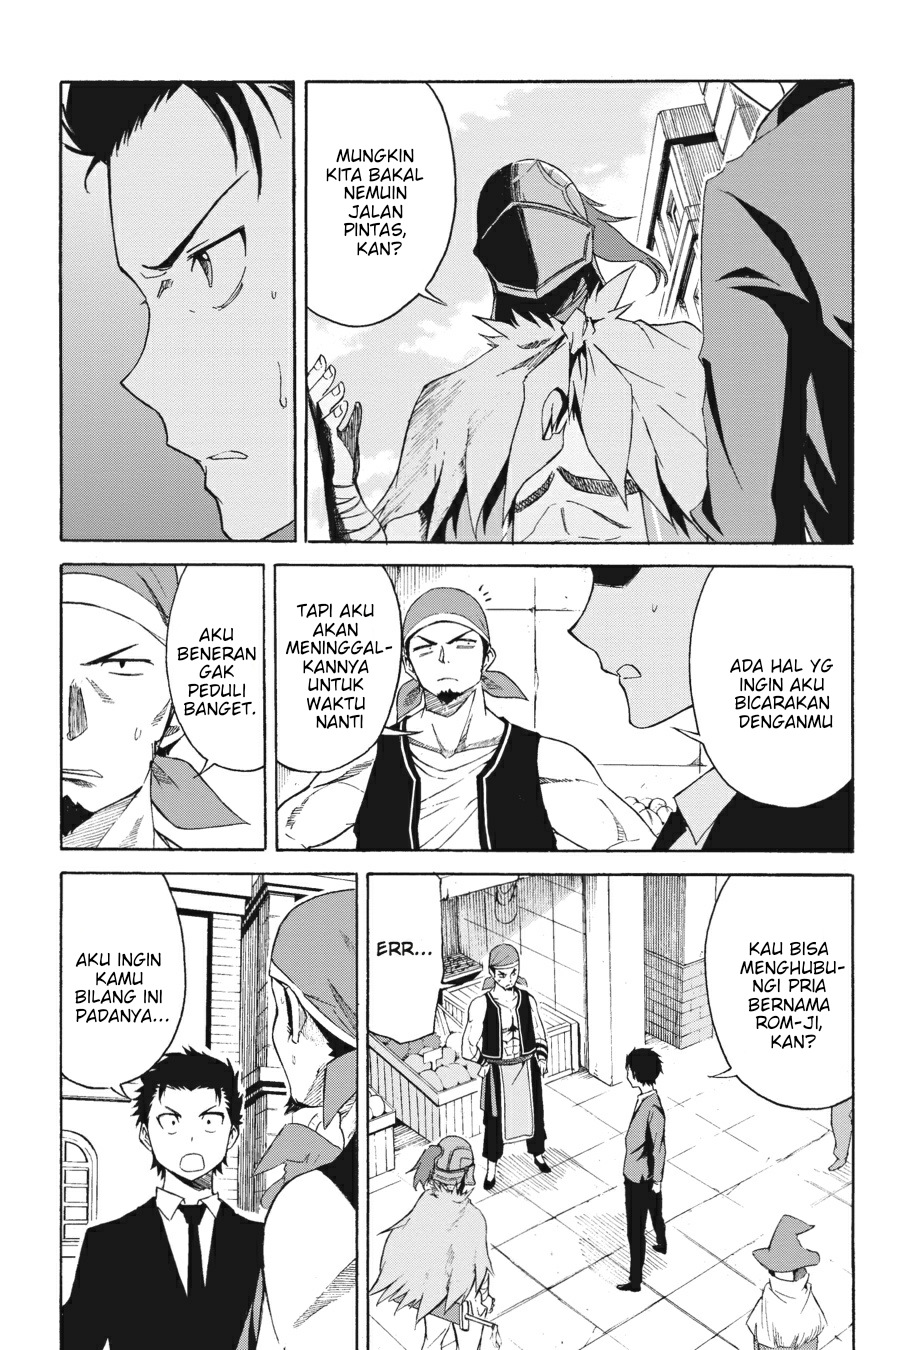 MUNGKIN
KITA BAKAL
NEMUIN
JALAN
PINTAS,
KAN?
ADA HAL YG
INGIN AKU
BICARAKAN
DENGANMU
TAPI AKU
AKAN
MENINGGAL-
KANNYA
UNTUK
WAKTU
NANTI
AKU
BENERAN
GAK
PEDULI
BANGET.
KAU BISA
MENGHUBU-
NGI PRIA
BERNAMA
ROM-JI,
KAN?
ERR...
AKU INGIN
KAMU
BILANG INI
PADANYA...